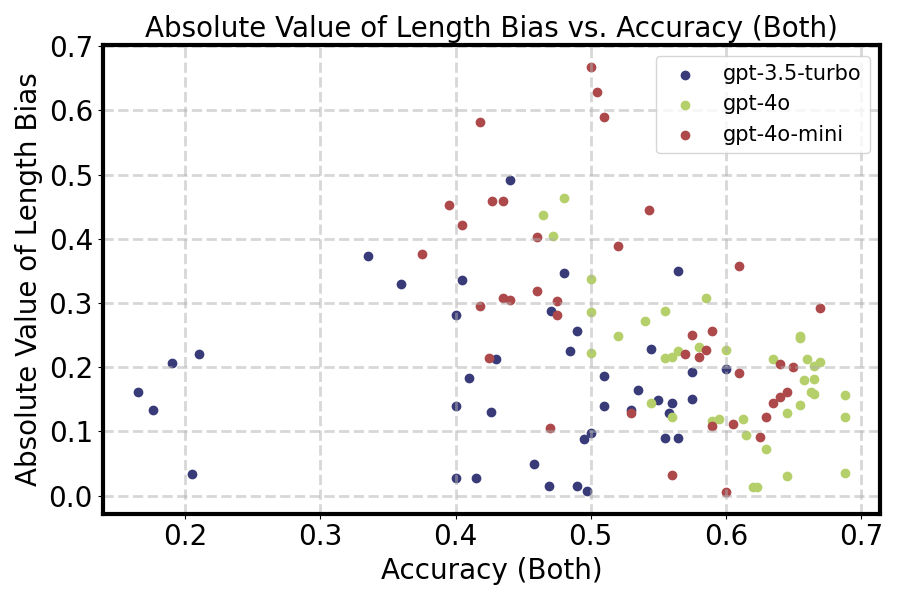 Absolute Value of Length Bias vs. Accuracy (Both)
Absolute Value of Length Bias
0.7
0.6
0.5
0.4
0.3
0.2
0.1
0.0
gpt-3.5-turbo
gpt-4o
gpt-4o-mini
0.2 0.3 0.4 0.5 0.6 0.7
Accuracy (Both)